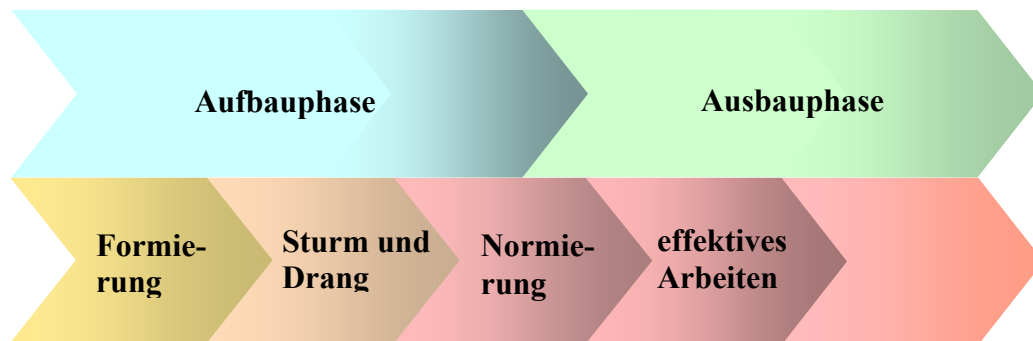 Aufbauphase
Ausbauphase
Formie-
rung
Sturm und
Drang
Normie-
rung
effektives
Arbeiten